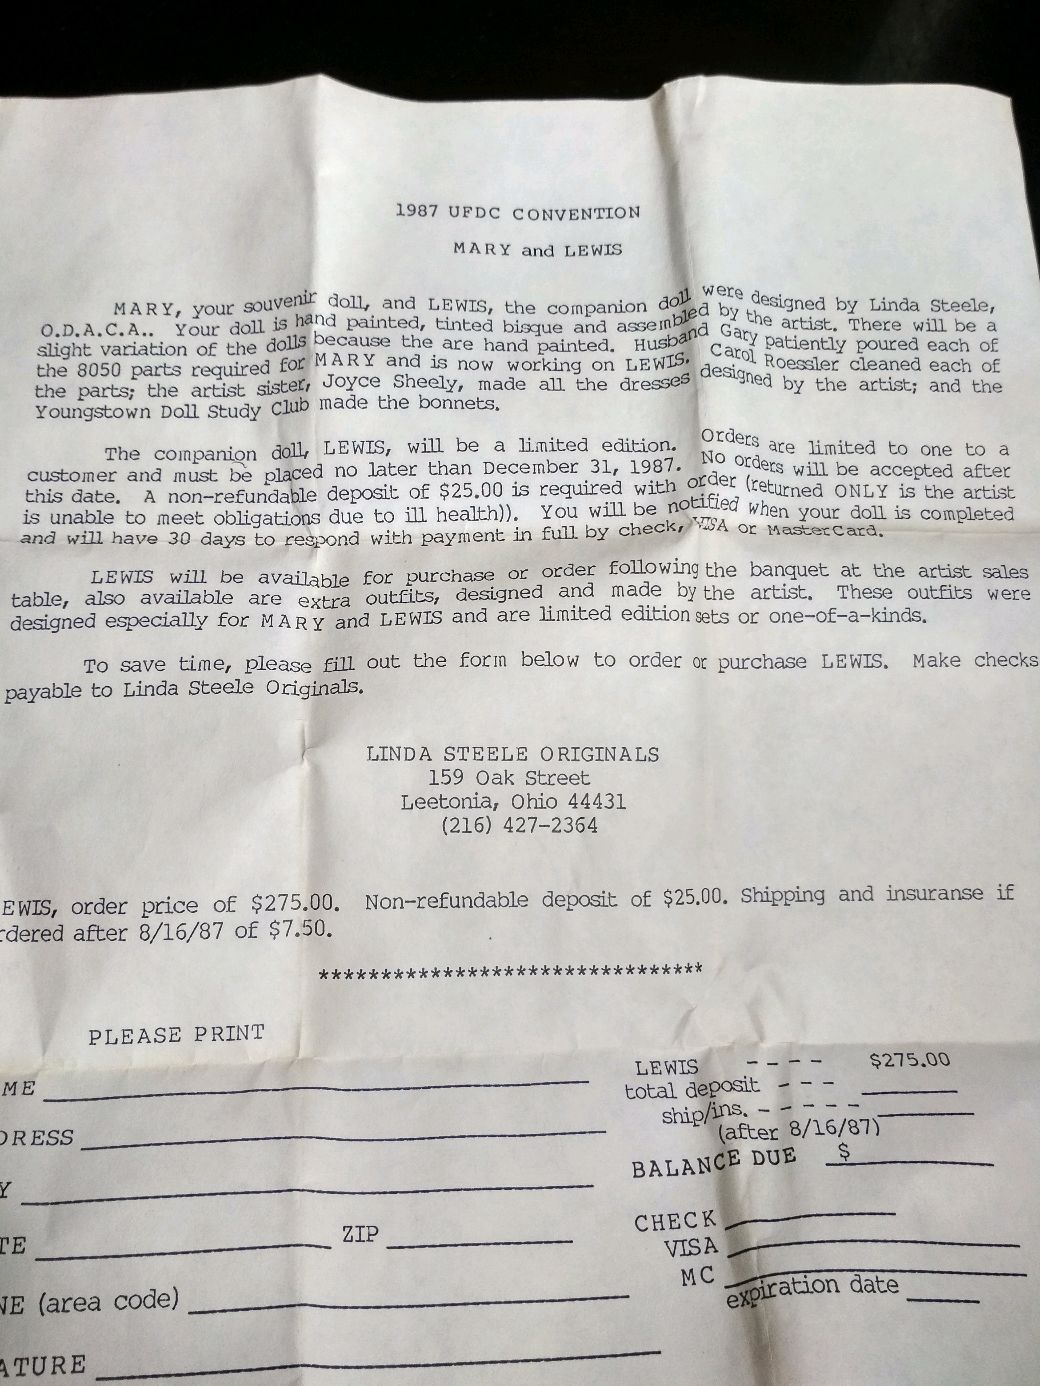 1987 UFDC CONVENTION
MARY and LEWIS
MARY, your souvenir doll, and LEWIS, the companion doll were designed by Linda Steele,
O.D.A.C.A.. Your doll is hand painted, tinted bisque and assembled by the artist. There will be a
slight variation of the dolls because the are hand painted. Husband Gary patiently poured each of
the 8050 parts required for MARY and is now working on LEWIS. Carol Roessler cleaned each of
the parts; the artist sister, Joyce Sheely, made all the dresses designed by the artist; and the
Youngstown Doll Study Club made the bonnets.
The companion doll, LEWIS, will be a limited edition. Orders are limited to one to a
customer and must be placed no later than December 31, 1987. No orders will be accepted after
this date. A non-refundable deposit of $25.00 is required with order (returned ONLY is the artist
is unable to meet obligations due to ill health)). You will be notified when your doll is completed
and will have 30 days to respond with payment in full by check, VISA or MasterCard.
LEWIS will be available for purchase or order following the banquet at the artist sales
table, also available are extra outfits, designed and made by the artist. These outfits were
designed especially for MARY and LEWIS and are limited edition sets or one-of-a-kinds.
To save time, please fill out the form below to order or purchase LEWIS. Make checks
payable to Linda Steele Originals.
LINDA STEELE ORIGINALS
159 Oak Street
Leetonia, Ohio 44431
(216) 427-2364
EWIS, order price of $275.00. Non-refundable deposit of $25.00. Shipping and insuranse if
rdered after 8/16/87 of $7.50.
*********************************
PLEASE PRINT
LEWIS - - - - $275.00
total deposit - - -
ship/ins. - - - - -
(after 8/16/87)
BALANCE DUE $
ME
DRESS
Y
TE ZIP
NE (area code)
ATURE
CHECK
VISA
MC
expiration date